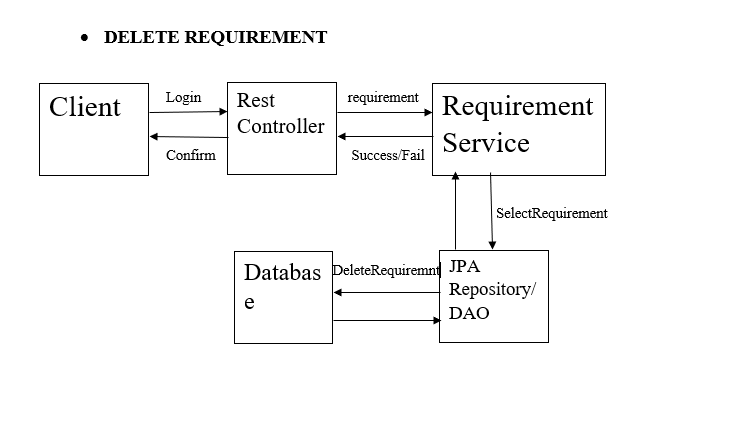 • DELETE REQUIREMENT
Client
Login
Confirm
Rest
Controller
requirement
Success/Fail
Requirement
Service
SelectRequirement
Databas
e
DeleteRequiremnt
JPA
Repository/
DAO